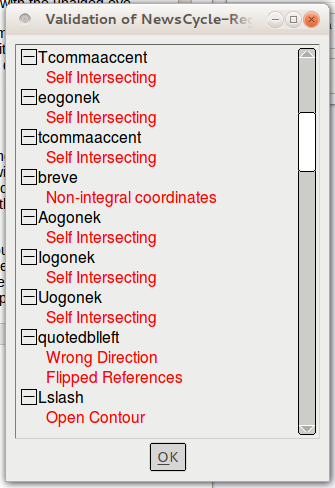 Validation of NewsCycle-Reg
Tcommaaccent
Self Intersecting
eogonek
Self Intersecting
tcommaaccent
Self Intersecting
breve
Non-integral coordinates
Aogonek
Self Intersecting
Iogonek
Self Intersecting
Uogonek
Self Intersecting
quotedblleft
Wrong Direction
Flipped References
Lslash
Open Contour
OK